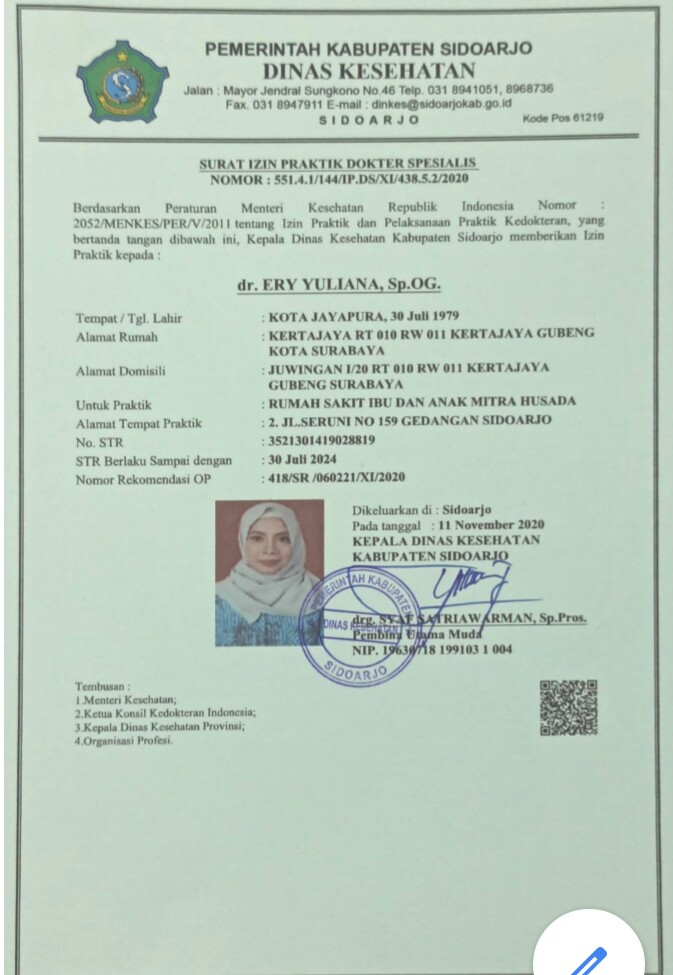 PEMERINTAH KABUPATEN SIDOARJO
DINAS KESEHATAN
Jalan : Mayor Jendral Sungkono No.46 Telp. 031 8941051, 8968736
Fax. 031 8947911 E-mail : dinkes@sidoarjokab.go.id
S I D O A R J O
Kode Pos 61219
SURAT IZIN PRAKTIK DOKTER SPESIALIS
NOMOR : 551.4.1/144/IP.DS/XI/438.5.2/2020
Berdasarkan Peraturan Menteri Kesehatan Republik Indonesia Nomor :
2052/MENKES/PER/V/2011 tentang Izin Praktik dan Pelaksanaan Praktik Kedokteran, yang
bertanda tangan dibawah ini, Kepala Dinas Kesehatan Kabupaten Sidoarjo memberikan Izin
Praktik kepada :
dr. ERY YULIANA, Sp.OG.
Tempat / Tgl. Lahir : KOTA JAYAPURA, 30 Juli 1979
Alamat Rumah : KERTAJAYA RT 010 RW 011 KERTAJAYA GUBENG
KOTA SURABAYA
Alamat Domisili : JUWINGAN I/20 RT 010 RW 011 KERTAJAYA
GUBENG SURABAYA
Untuk Praktik : RUMAH SAKIT IBU DAN ANAK MITRA HUSADA
Alamat Tempat Praktik : 2. JL.SERUNI NO 159 GEDANGAN SIDOARJO
No. STR : 3521301419028819
STR Berlaku Sampai dengan : 30 Juli 2024
Nomor Rekomendasi OP : 418/SR /060221/XI/2020
Dikeluarkan di : Sidoarjo
Pada tanggal : 11 November 2020
KEPALA DINAS KESEHATAN
KABUPATEN SIDOARJO
PEMERINTAH KABUPATEN
DINAS KESEHATAN
SIDOARJO
drg. SYAF SATRIAWARMAN, Sp.Pros.
Pembina Utama Muda
NIP. 19630718 199103 1 004
Tembusan :
1.Menteri Kesehatan;
2.Ketua Konsil Kedokteran Indonesia;
3.Kepala Dinas Kesehatan Provinsi;
4.Organisasi Profesi.